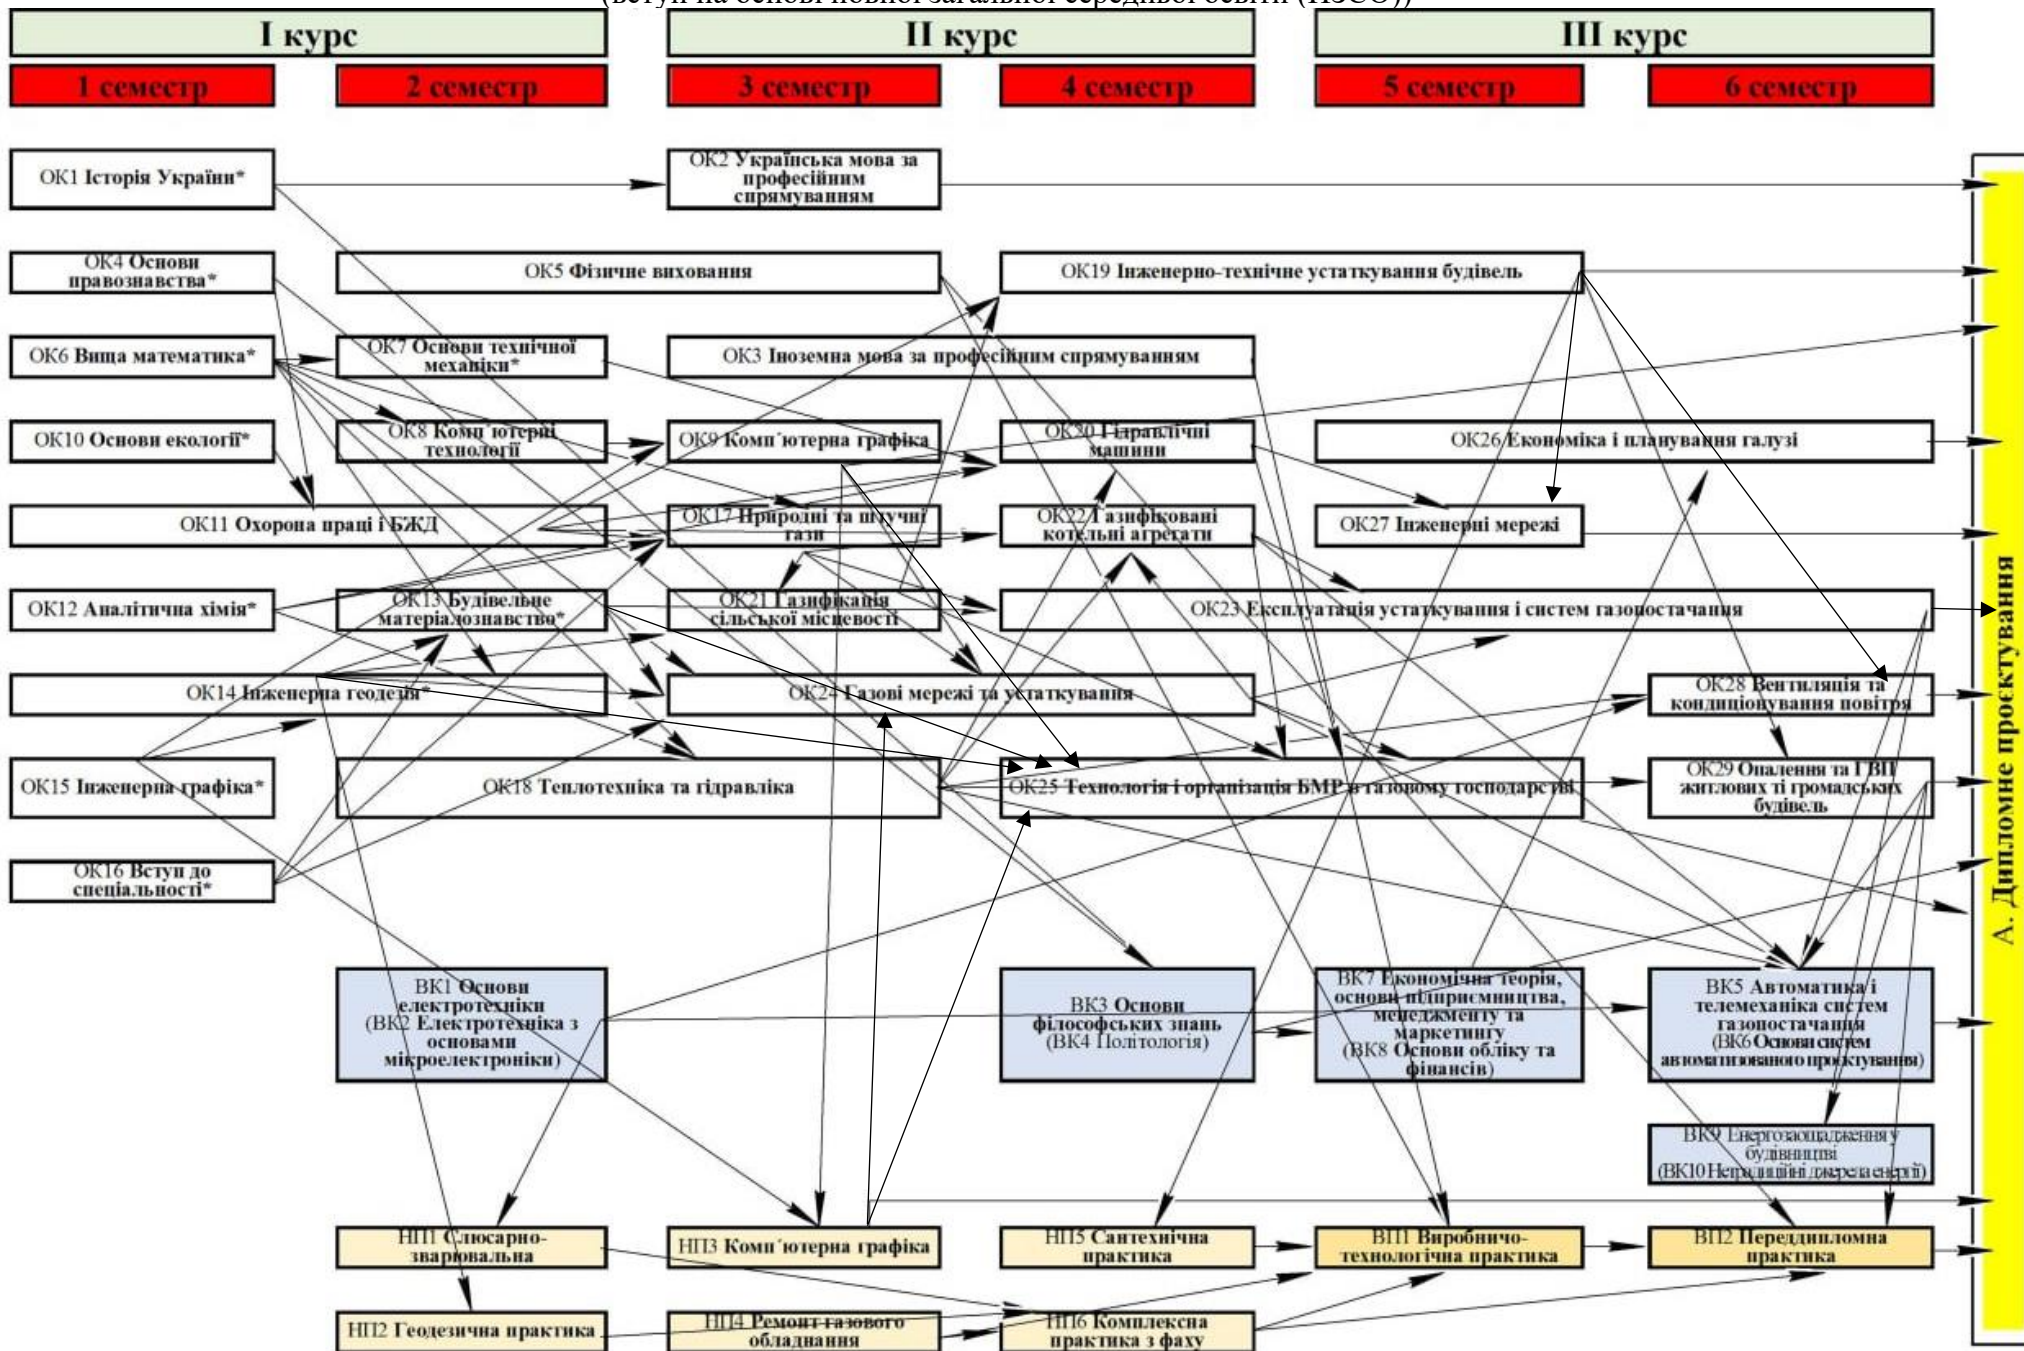 (вступ на основі повної загальної середньої освіти (ПЗСО))
І курс
ІІ курс
ІІІ курс
1 семестр
2 семестр
3 семестр
4 семестр
5 семестр
6 семестр
ОК1 Історія України*
ОК2 Українська мова за
професійним
спрямуванням
ОК4 Основи
правознавства*
ОК5 Фізичне виховання
ОК19 Інженерно-технічне устаткування будівель
ОК6 Вища математика*
ОК7 Основи технічної
механіки*
ОК3 Іноземна мова за професійним спрямуванням
ОК10 Основи екології*
ОК8 Комп´ютерні
технології
ОК9 Комп´ютерна графіка
ОК20 Гідравлічні
машини
ОК26 Економіка і планування галузі
ОК11 Охорона праці і БЖД
ОК17 Природні та штучні
гази
ОК22 Газифіковані
котельні агрегати
ОК27 Інженерні мережі
ОК12 Аналітична хімія*
ОК13 Будівельне
матеріалознавство*
ОК21 Газифікація
сільської місцевості
ОК23 Експлуатація устаткування і систем газопостачання
ОК14 Інженерна геодезія*
ОК24 Газові мережі та устаткування
ОК28 Вентиляція та
кондиціонування повітря
ОК15 Інженерна графіка*
ОК18 Теплотехніка та гідравліка
ОК25 Технологія і організація БМР в газовому господарстві
ОК29 Опалення та ГВП
житлових ті громадських
будівель
ОК16 Вступ до
спеціальності*
ВК1 Основи
електротехніки
(ВК2 Електротехніка з
основами
мікроелектроніки)
ВК3 Основи
філософських знань
(ВК4 Політологія)
ВК7 Економічна теорія,
основи підприємництва,
менеджменту та
маркетингу
(ВК8 Основи обліку та
фінансів)
ВК5 Автоматика і
телемеханіка систем
газопостачання
(ВК6 Основи систем
автоматизованого проєктування)
ВК9 Енергозаощадження у
будівництві
(ВК10 Нетрадиційні джерела енергії)
НП1 Слюсарно-
зварювальна
НП3 Комп´ютерна графіка
НП5 Сантехнічна
практика
ВП1 Виробничо-
технологічна практика
ВП2 Переддипломна
практика
НП2 Геодезична практика
НП4 Ремонт газового
обладнання
НП6 Комплексна
практика з фаху
А. Дипломне проєктування